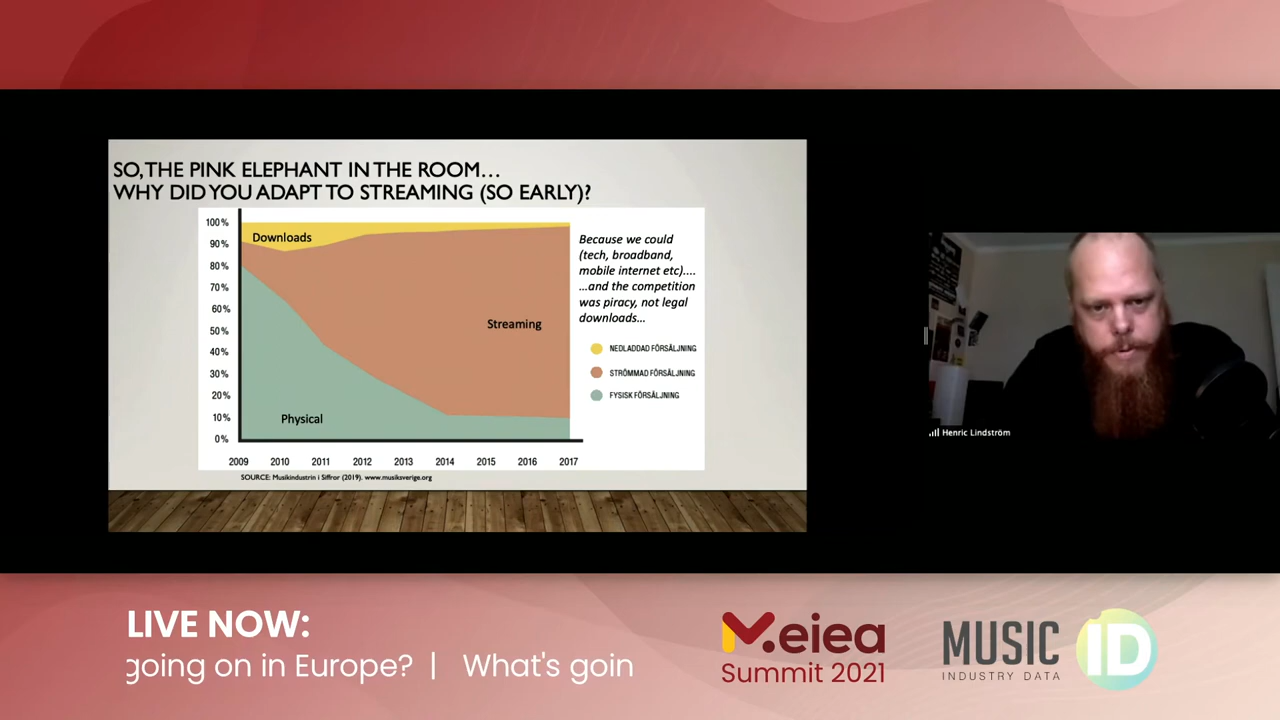 SO, THE PINK ELEPHANT IN THE ROOM…
WHY DID YOU ADAPT TO STREAMING (SO EARLY)?
100%
90%
80%
70%
60%
50%
40%
30%
20%
10%
0%
Downloads
Streaming
Physical
2009 2010 2011 2012 2013 2014 2015 2016 2017
Because we could
(tech, broadband,
mobile internet etc)….
…and the competition
was piracy, not legal
downloads…
NEDLADDAD FÖRSÄLJNING
STRÖMMAD FÖRSÄLJNING
FYSISK FÖRSÄLJNING
SOURCE: Musikindustrin i Siffror (2019). www.musiksverige.org
Henric Lindström
LIVE NOW:
going on in Europe? | What's goin
meiea
Summit 2021
MUSIC ID
INDUSTRY DATA